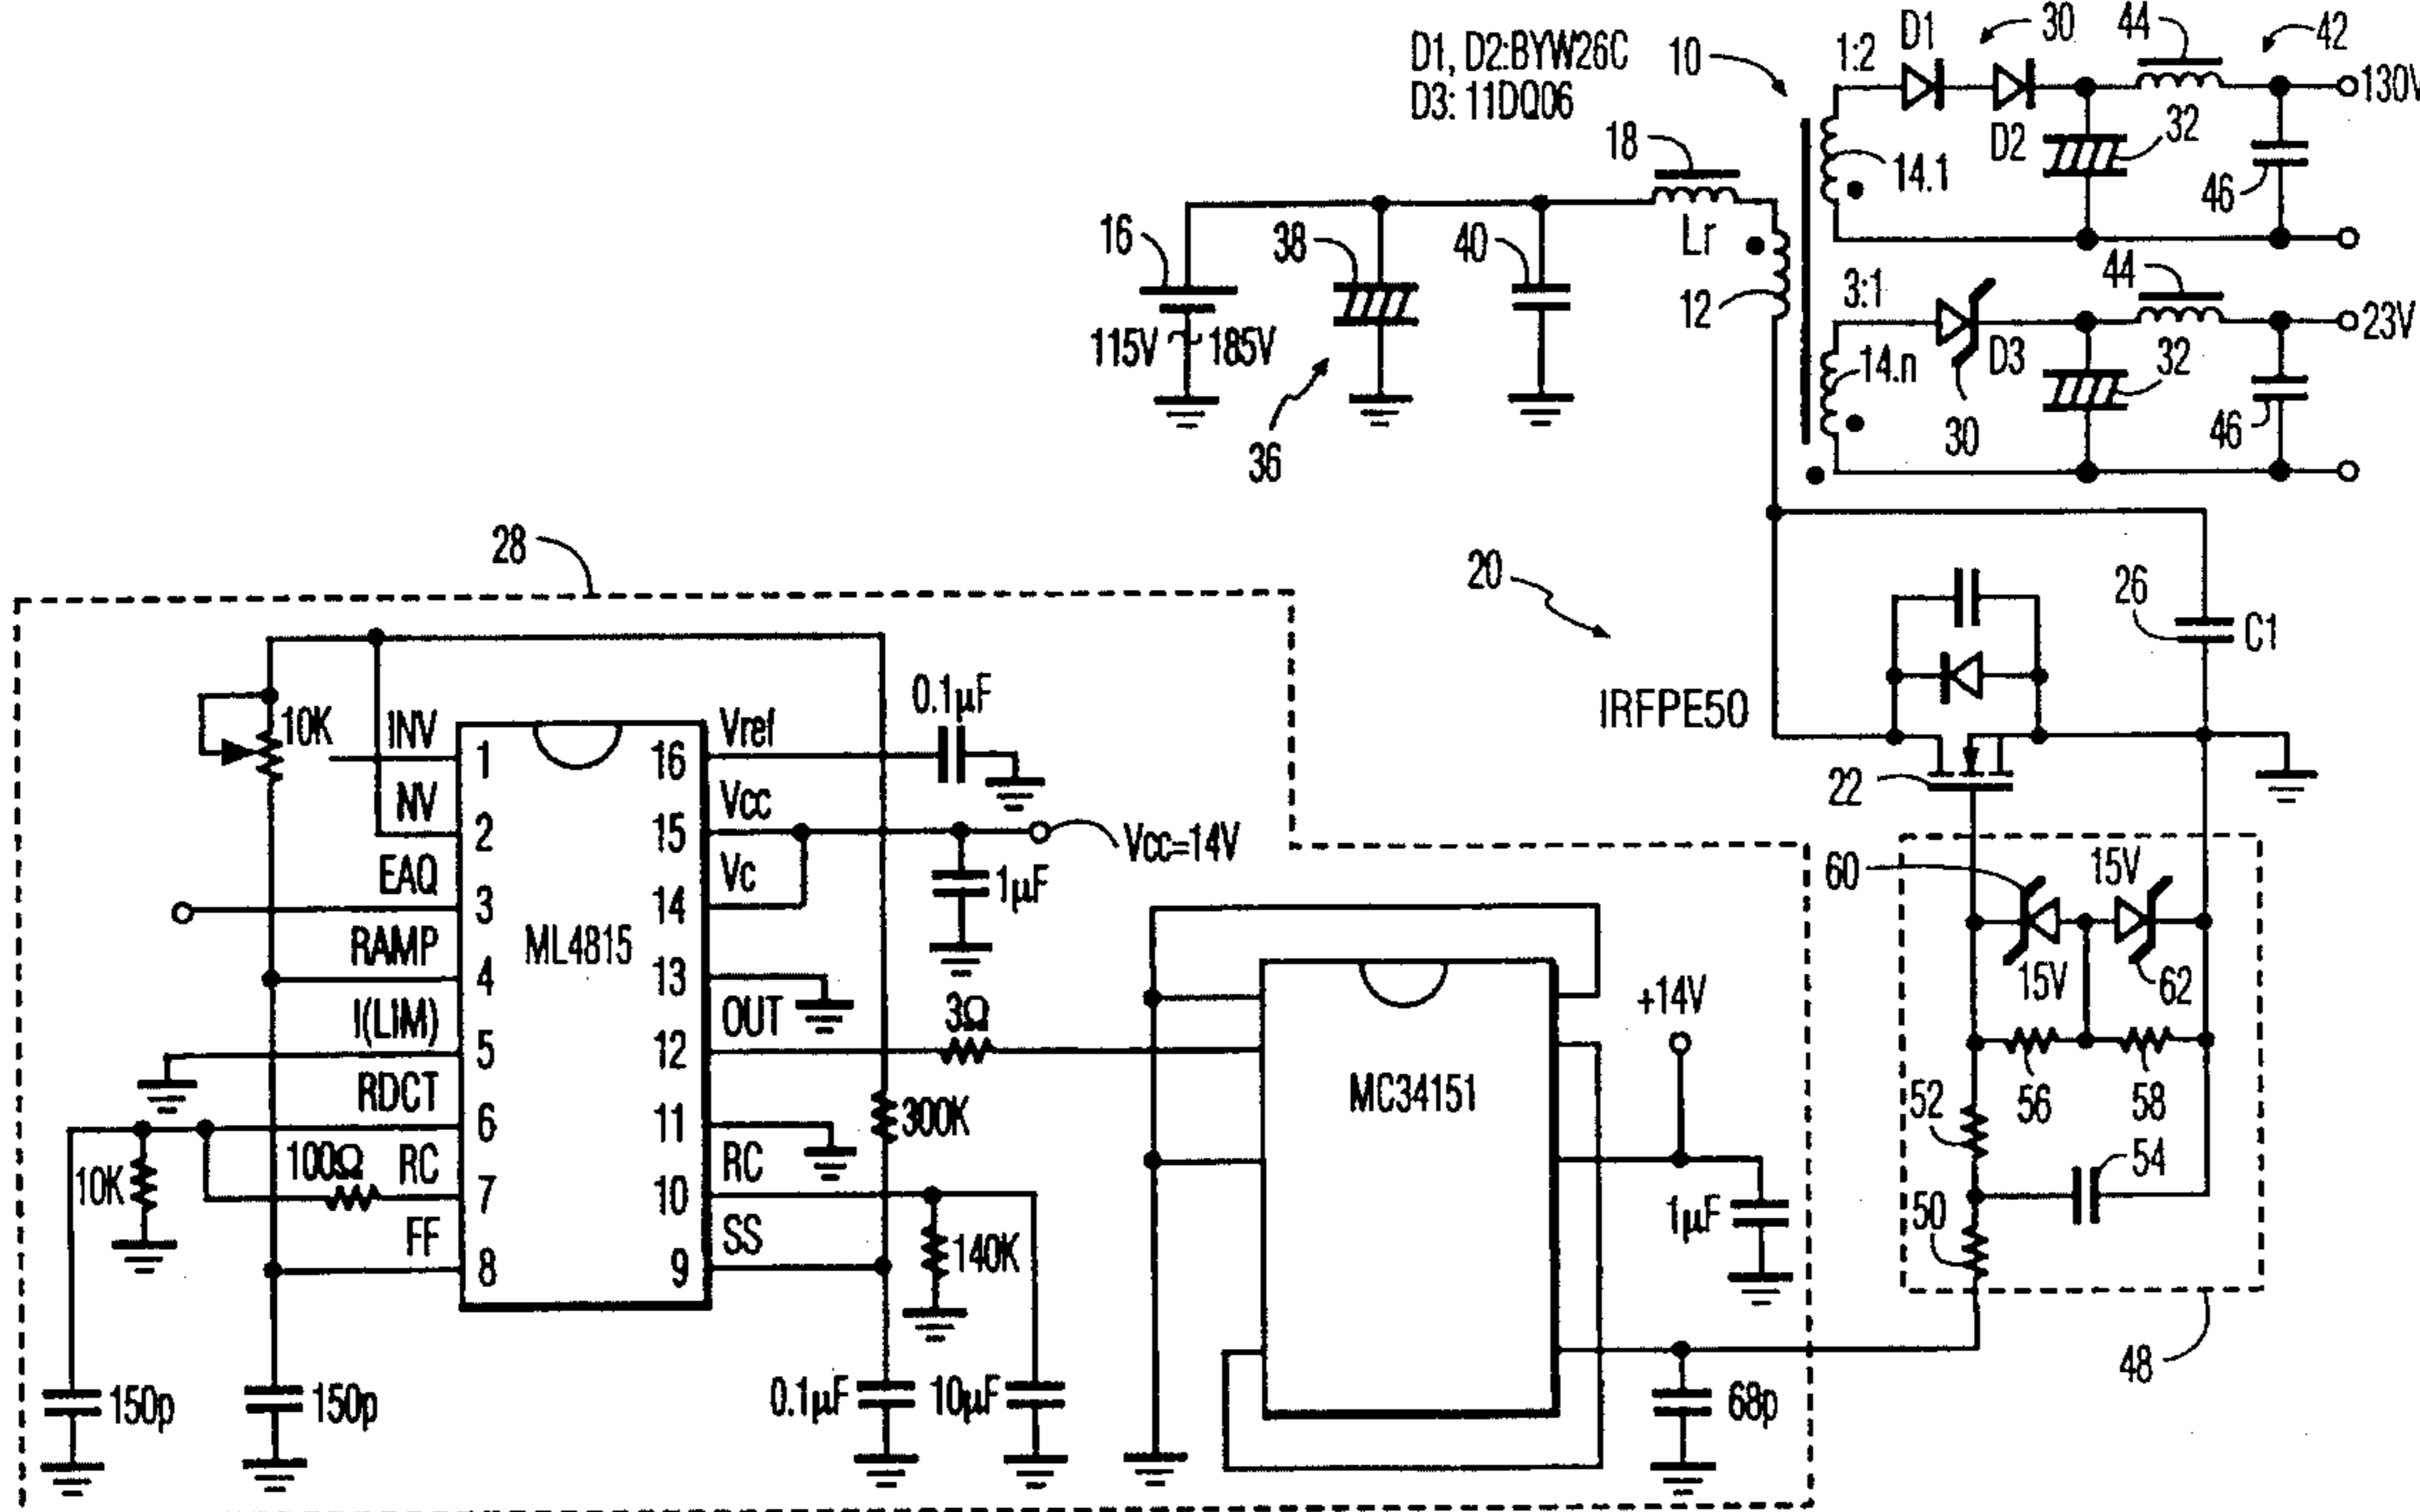 D1, D2:BYW26C
D3: 11DQ06
10
1:2
D1
30
44
42
130V
18
14.1
D2
32
46
16
38
40
Lr
12
115V ~ 185V
36
3:1
14.n
D3
30
44
32
46
23V
28
20
26
C1
IRFPE50
22
10K
INV
NV
EAQ
RAMP
I(LIM)
RDCT
RC
FF
1
2
3
4
5
6
7
8
ML4815
16
15
14
13
12
11
10
9
Vref
Vcc
Vc
OUT
RC
SS
0.1µF
Vcc=14V
1µF
3Ω
300K
140K
10K
100Ω
150p
150p
0.1µF
10µF
MC34151
+14V
1µF
68p
60
15V
15V
62
52
56
58
54
50
48